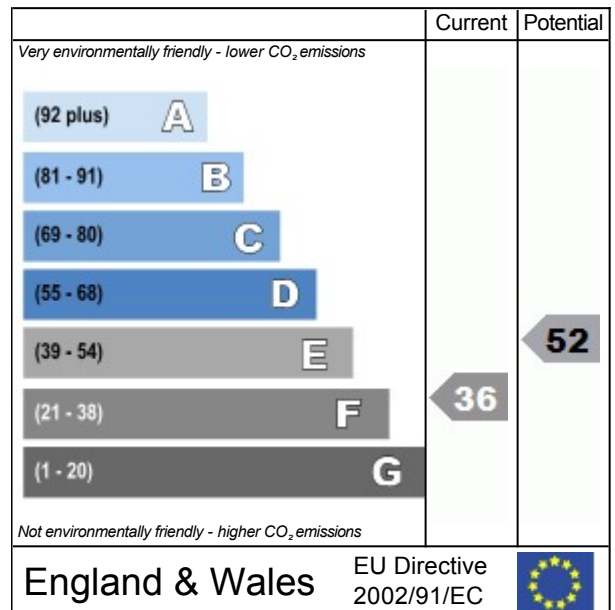 Current Potential
Very environmentally friendly - lower CO₂ emissions
(92 plus) A
(81 - 91) B
(69 - 80) C
(55 - 68) D
(39 - 54) E
52
(21 - 38) F
36
(1 - 20) G
Not environmentally friendly - higher CO₂ emissions
England & Wales
EU Directive
2002/91/EC